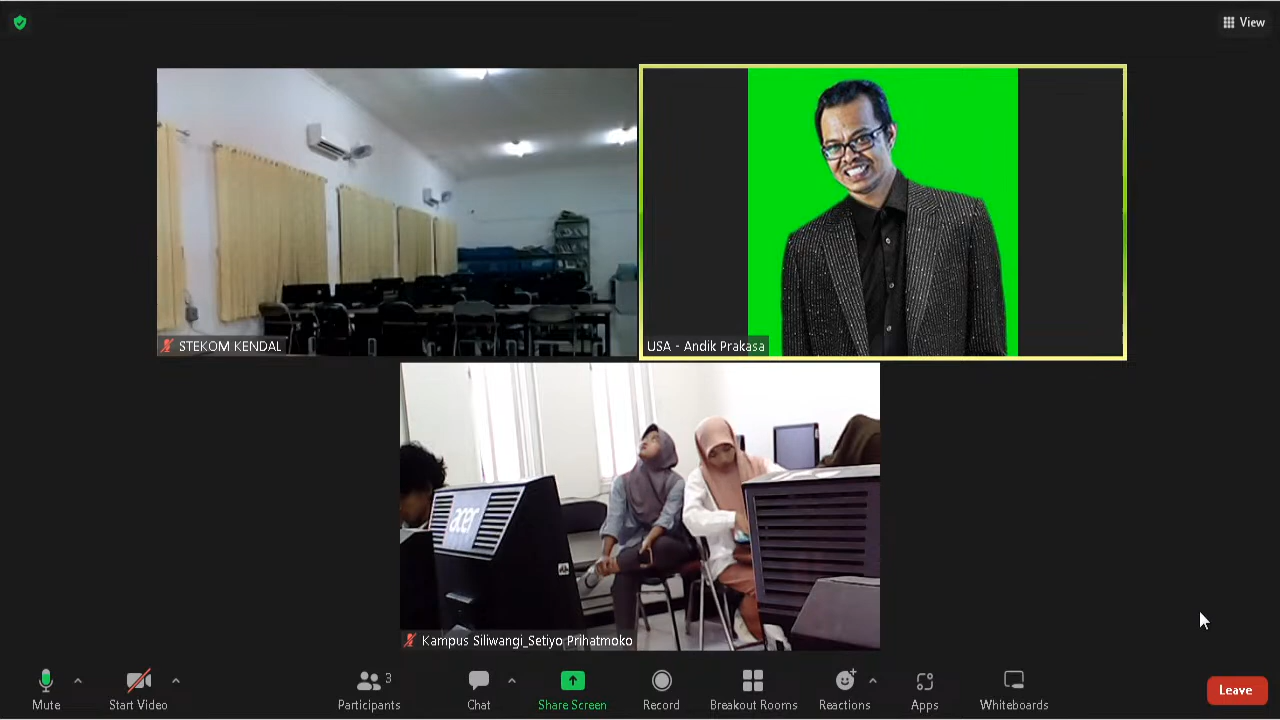 View
STEKOM KENDAL
USA - Andik Prakasa
acer
Kampus Siliwangi_Setiyo Prihatmoko
3
Mute
Start Video
Participants
Chat
Share Screen
Record
Breakout Rooms
Reactions
Apps
Whiteboards
Leave